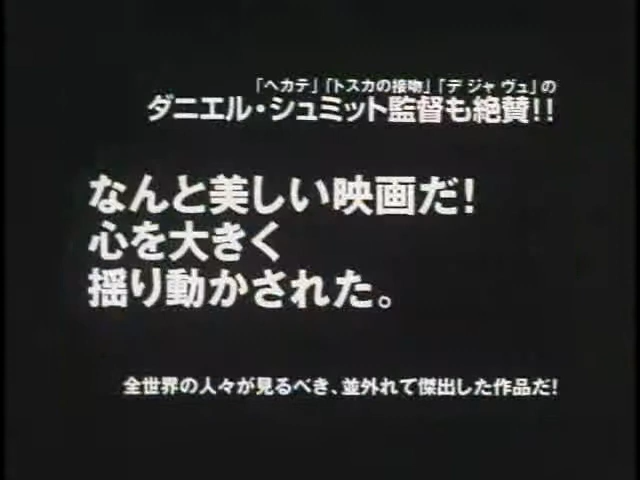 「ヘカテ」「トスカの接吻」「デ ジャ ヴュ」の
ダニエル・シュミット監督も絶賛!!
なんと美しい映画だ!
心を大きく
揺り動かされた。
全世界の人々が見るべき、並外れて傑出した作品だ!